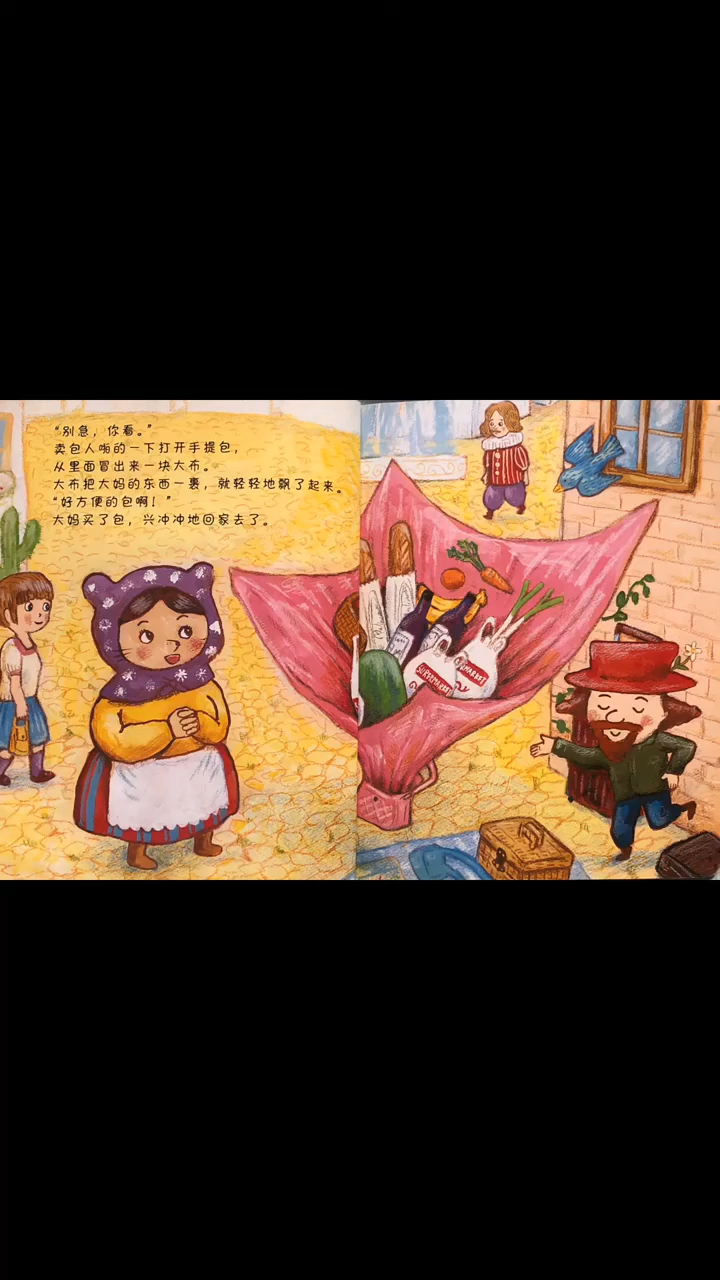 “别急，你看。”
卖包人啪的一下打开手提包，
从里面冒出来一块大布。
大布把大妈的东西一裹，就轻轻地飘了起来。
“好方便的包啊！”
大妈买了包，兴冲冲地回家去了。
SUPERMARKET